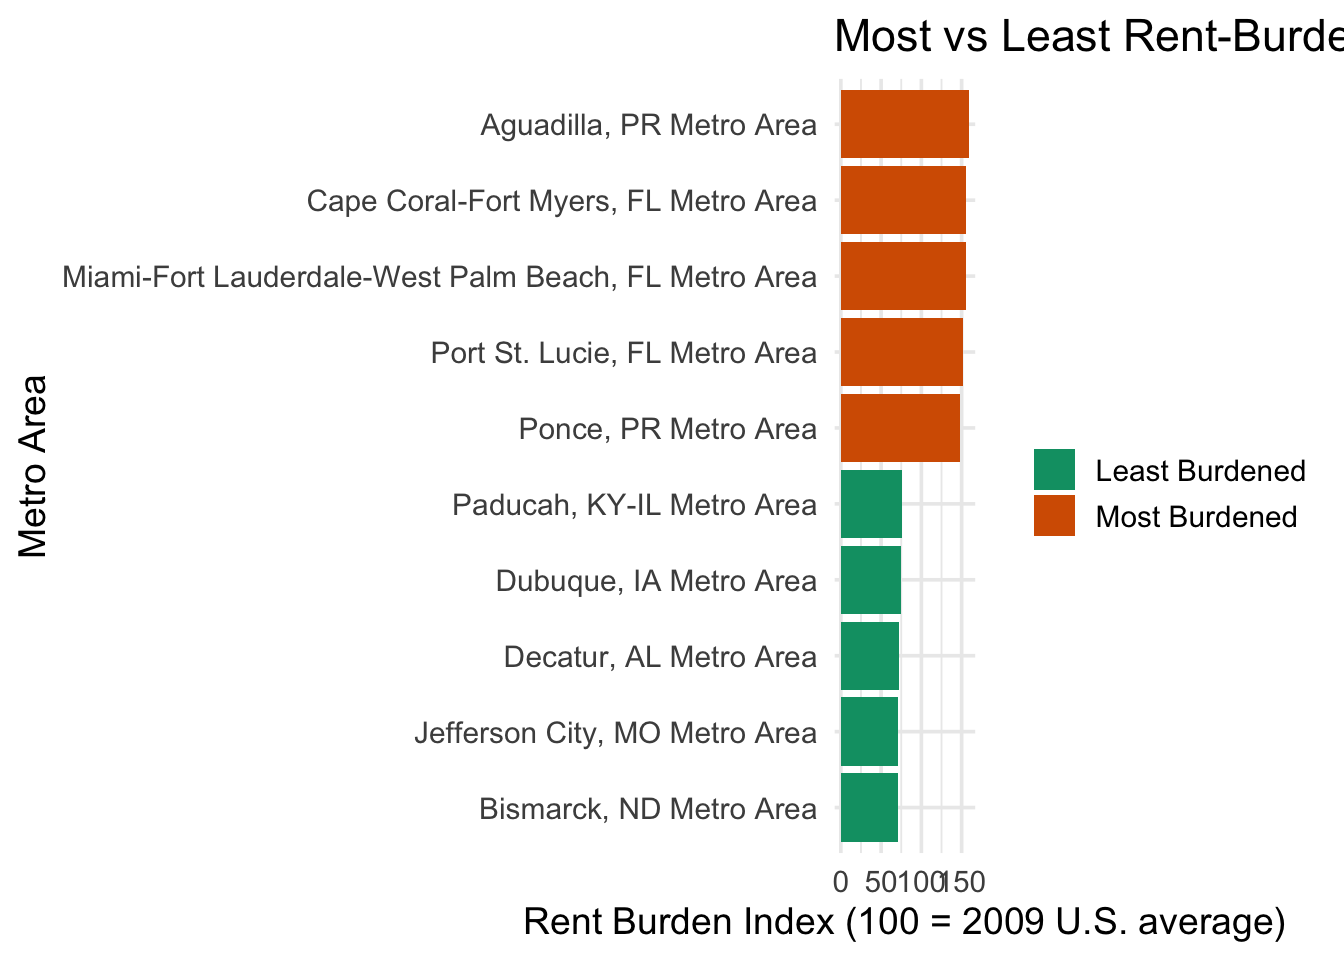 Most vs Least Rent-Burde
Aguadilla, PR Metro Area
Cape Coral-Fort Myers, FL Metro Area
Miami-Fort Lauderdale-West Palm Beach, FL Metro Area
Port St. Lucie, FL Metro Area
Ponce, PR Metro Area
Paducah, KY-IL Metro Area
Dubuque, IA Metro Area
Decatur, AL Metro Area
Jefferson City, MO Metro Area
Bismarck, ND Metro Area
Metro Area
Least Burdened
Most Burdened
0 50 100 150
Rent Burden Index (100 = 2009 U.S. average)